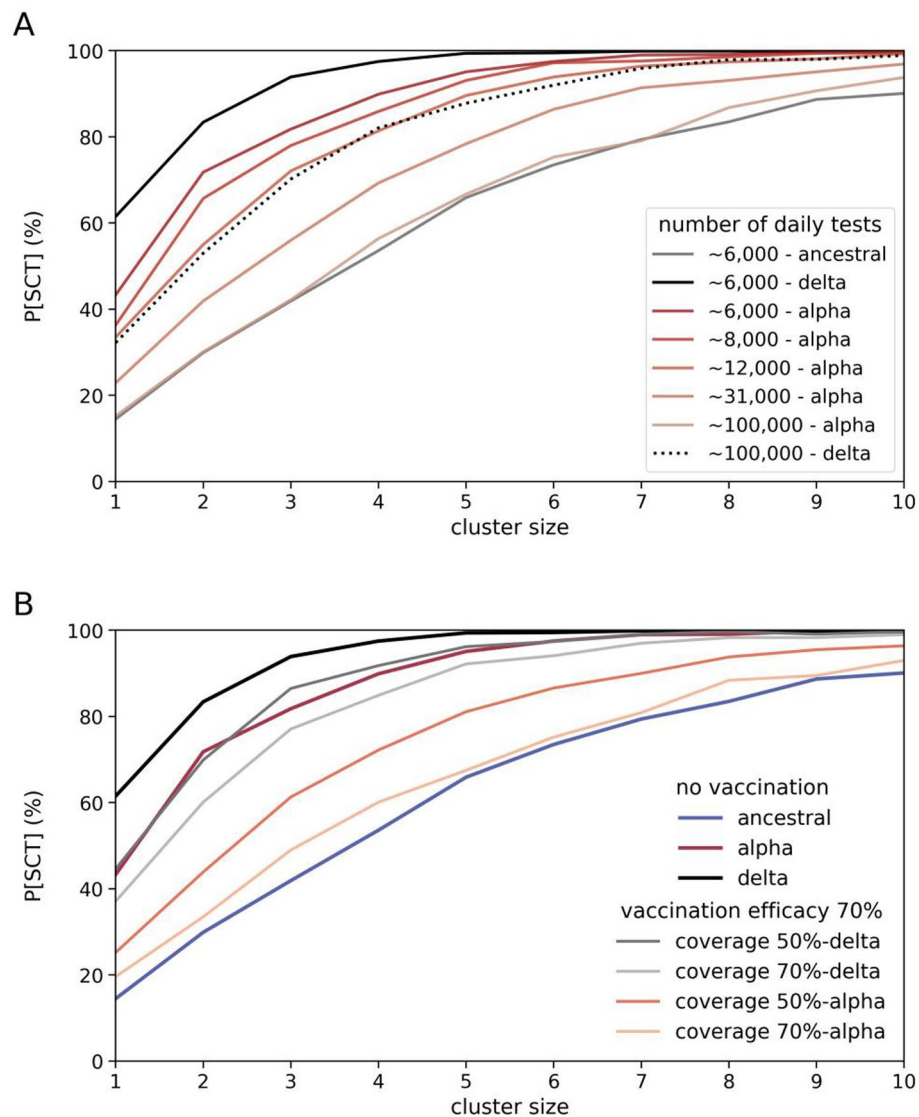 A
100
80
60
40
20
0
P[SCT] (%)
1 2 3 4 5 6 7 8 9 10
cluster size
number of daily tests
~6,000 - ancestral
~6,000 - delta
~6,000 - alpha
~8,000 - alpha
~12,000 - alpha
~31,000 - alpha
~100,000 - alpha
~100,000 - delta
B
100
80
60
40
20
0
P[SCT] (%)
1 2 3 4 5 6 7 8 9 10
cluster size
no vaccination
ancestral
alpha
delta
vaccination efficacy 70%
coverage 50%-delta
coverage 70%-delta
coverage 50%-alpha
coverage 70%-alpha